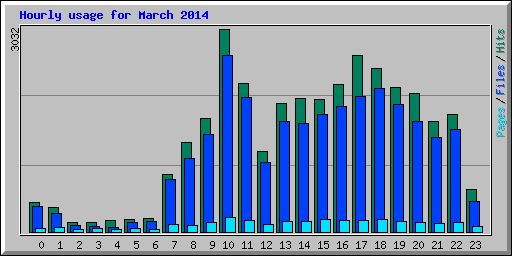 Hourly usage for March 2014
3032
Pages / Files / Hits
0 1 2 3 4 5 6 7 8 9 10 11 12 13 14 15 16 17 18 19 20 21 22 23